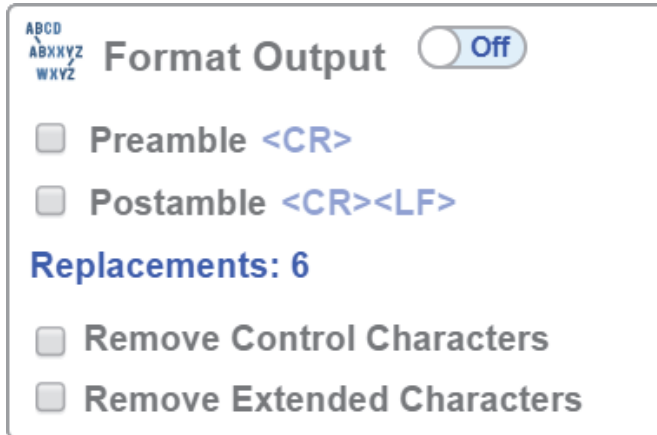 ABCD
ABXXYZ
WXYZ
Format Output Off
Preamble <CR>
Postamble <CR><LF>
Replacements: 6
Remove Control Characters
Remove Extended Characters